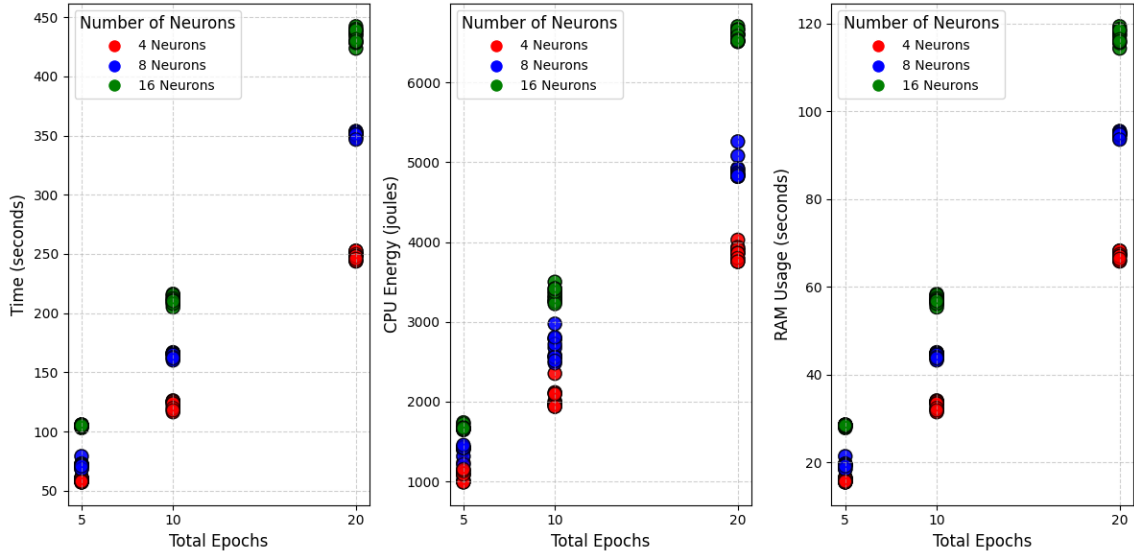 Time (seconds)
450
400
350
300
250
200
150
100
50
Number of Neurons
4 Neurons
8 Neurons
16 Neurons
5
10
20
Total Epochs
CPU Energy (joules)
6000
5000
4000
3000
2000
1000
Number of Neurons
4 Neurons
8 Neurons
16 Neurons
5
10
20
Total Epochs
RAM Usage (seconds)
120
100
80
60
40
20
Number of Neurons
4 Neurons
8 Neurons
16 Neurons
5
10
20
Total Epochs